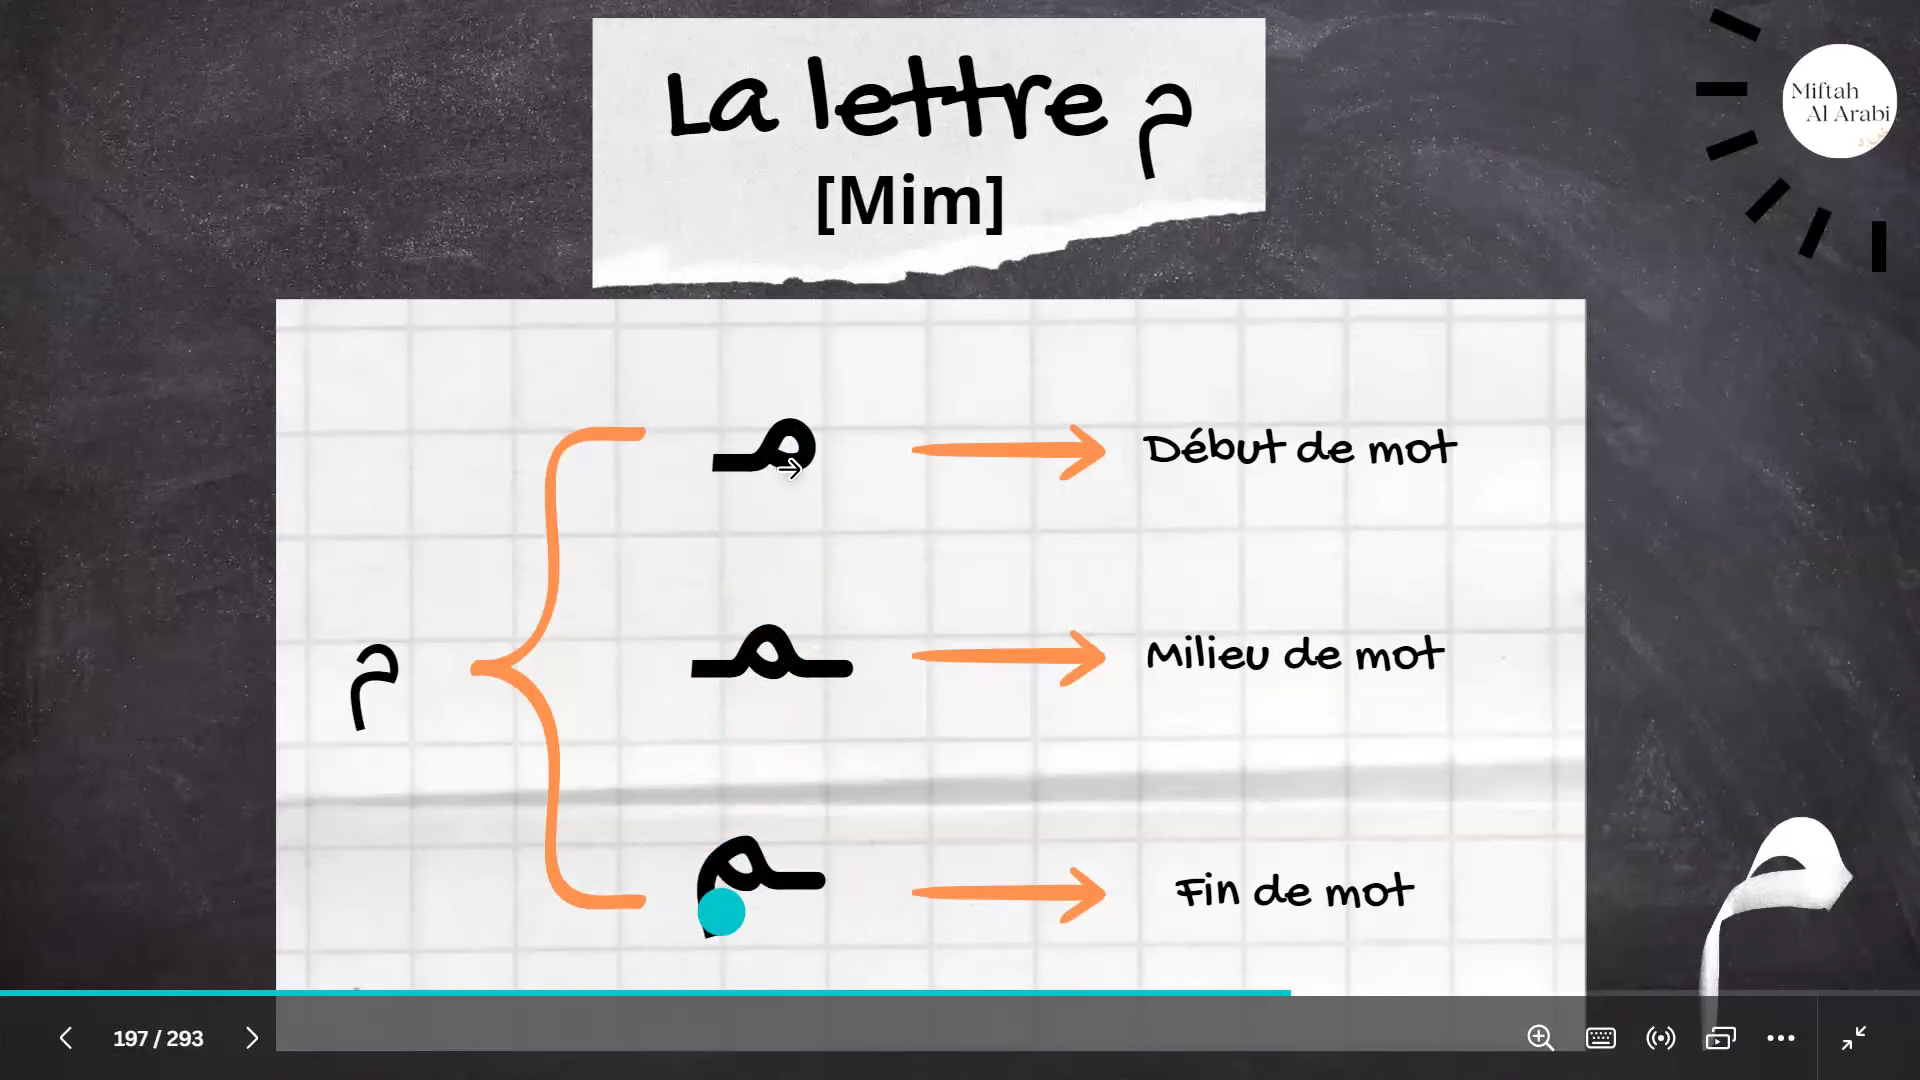 La lettre م
[Mim]
Miftah
Al Arabi
مـ Début de mot
م
ـمـ Milieu de mot
ـم Fin de mot
م
197 / 293